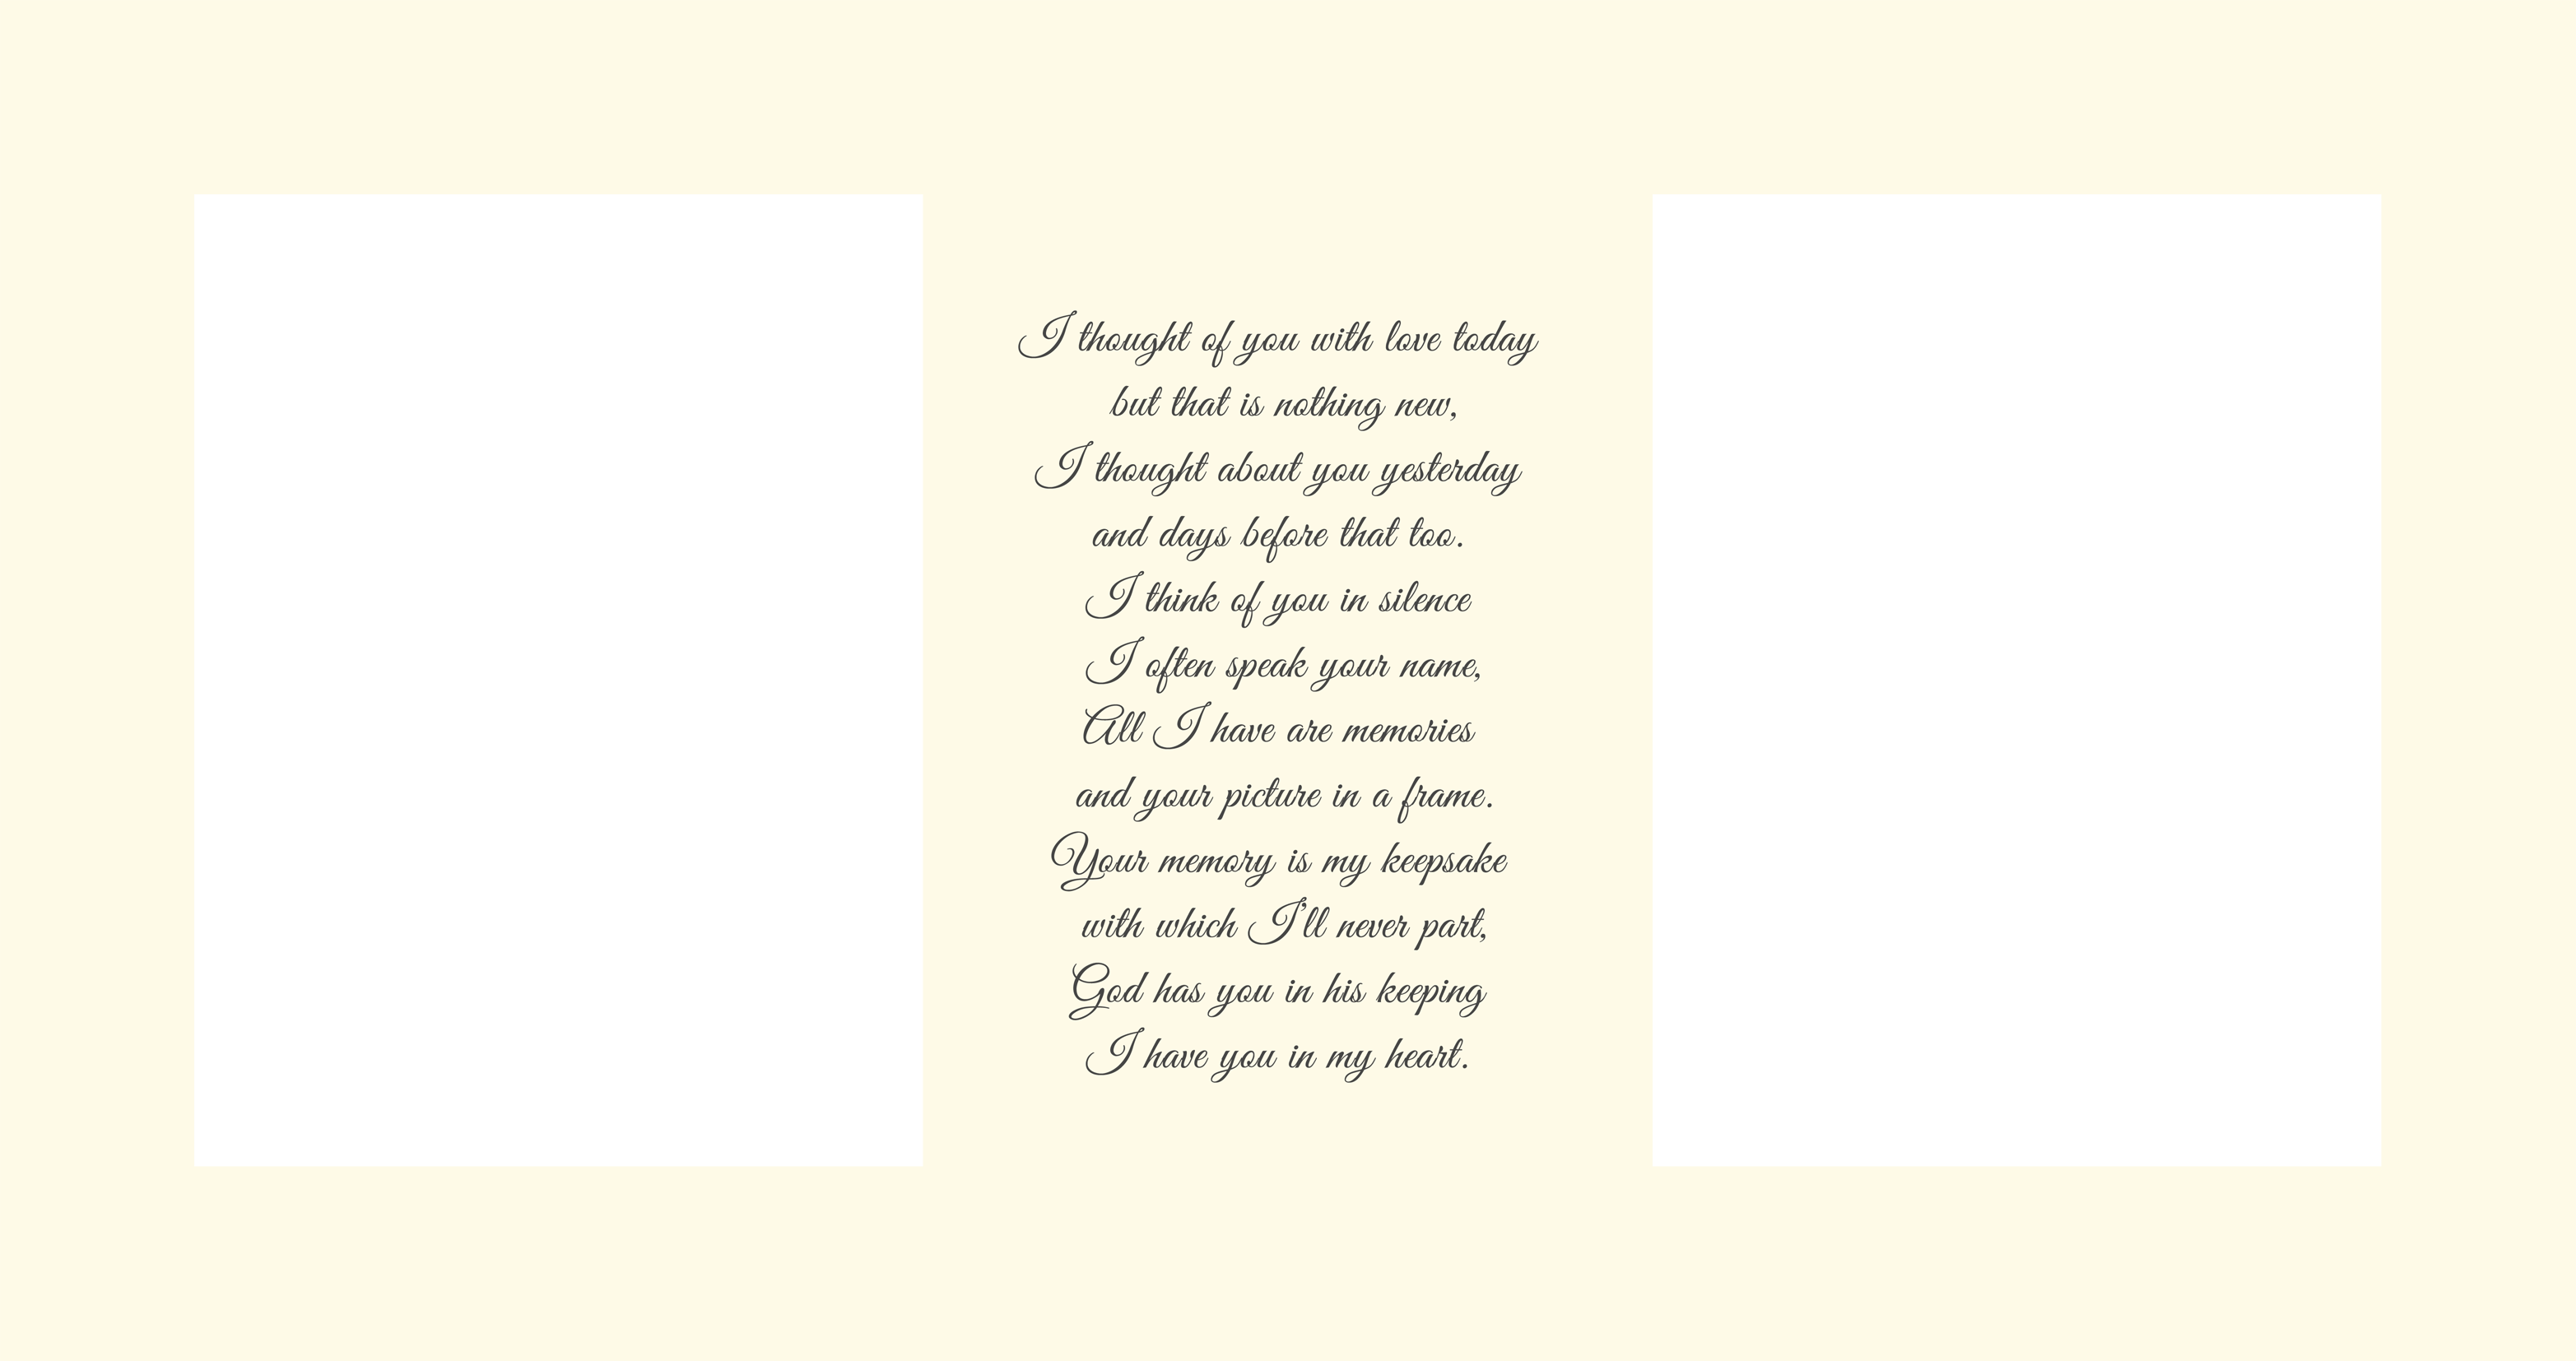 I thought of you with love today
but that is nothing new,
I thought about you yesterday
and days before that too.
I think of you in silence
I often speak your name,
All I have are memories
and your picture in a frame.
Your memory is my keepsake
with which I'll never part,
God has you in his keeping
I have you in my heart.